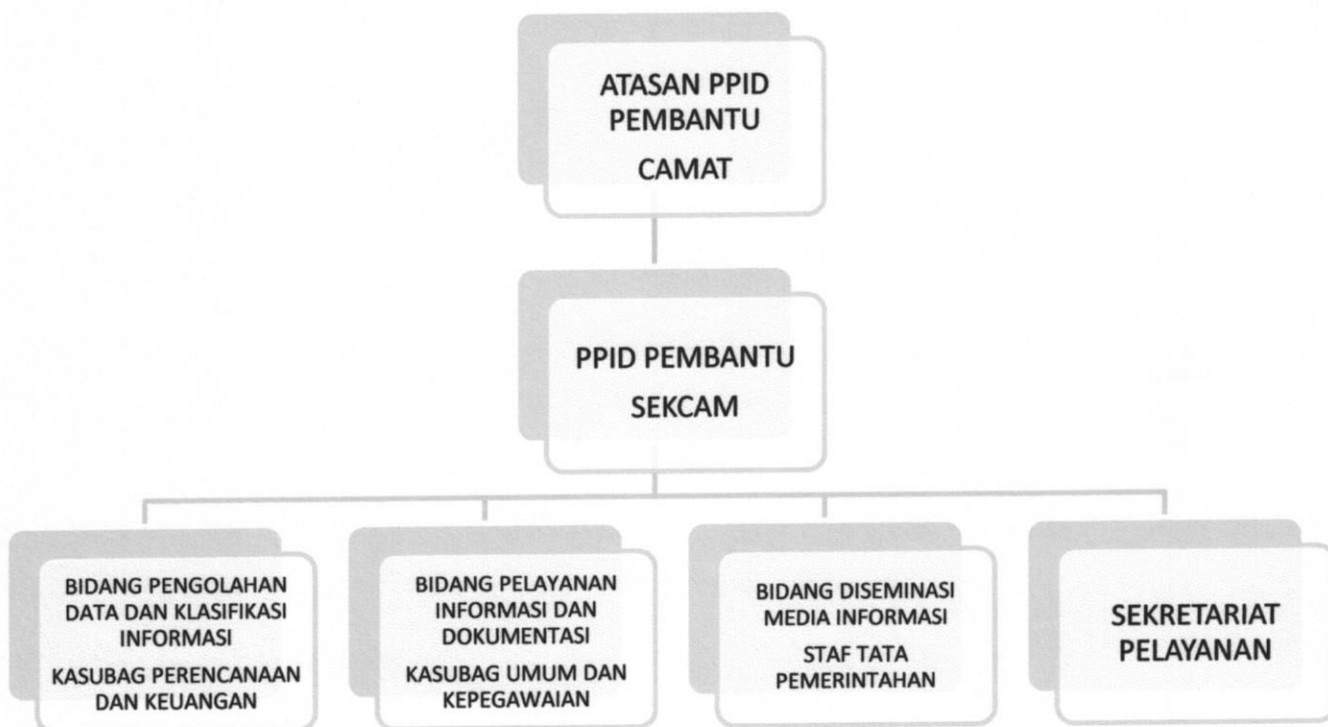 ATASAN PPID
PEMBANTU
CAMAT
PPID PEMBANTU
SEKCAM
BIDANG PENGOLAHAN
DATA DAN KLASIFIKASI
INFORMASI
KASUBAG PERENCANAAN
DAN KEUANGAN
BIDANG PELAYANAN
INFORMASI DAN
DOKUMENTASI
KASUBAG UMUM DAN
KEPEGAWAIAN
BIDANG DISEMINASI
MEDIA INFORMASI
STAF TATA
PEMERINTAHAN
SEKRETARIAT
PELAYANAN